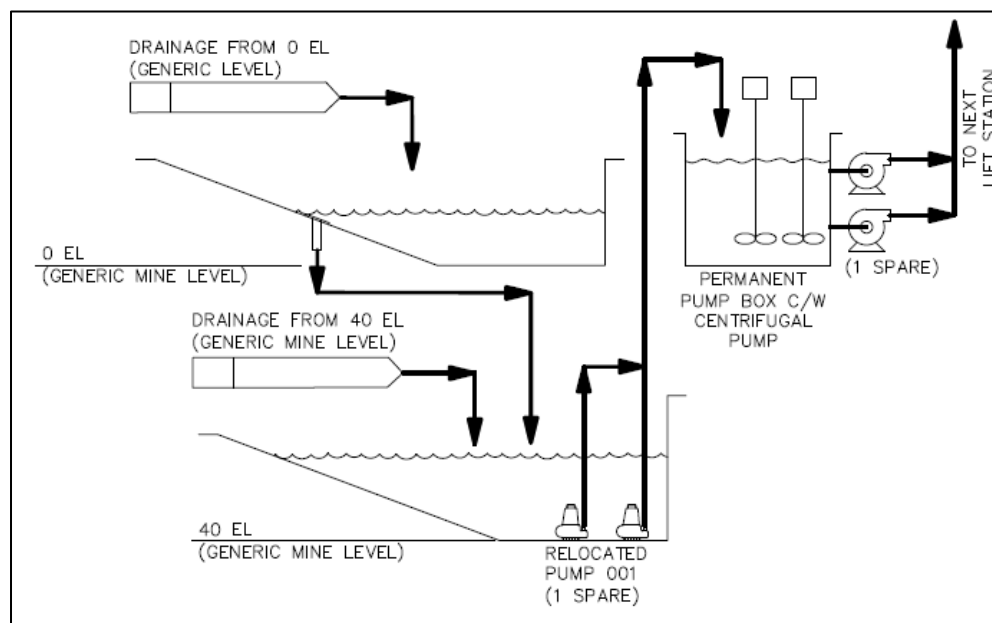 DRAINAGE FROM 0 EL
(GENERIC LEVEL)
TO NEXT
LIFT STATION
0 EL
(GENERIC MINE LEVEL)
(1 SPARE)
PERMANENT
PUMP BOX C/W
CENTRIFUGAL
PUMP
DRAINAGE FROM 40 EL
(GENERIC MINE LEVEL)
40 EL
(GENERIC MINE LEVEL)
RELOCATED
PUMP 001
(1 SPARE)